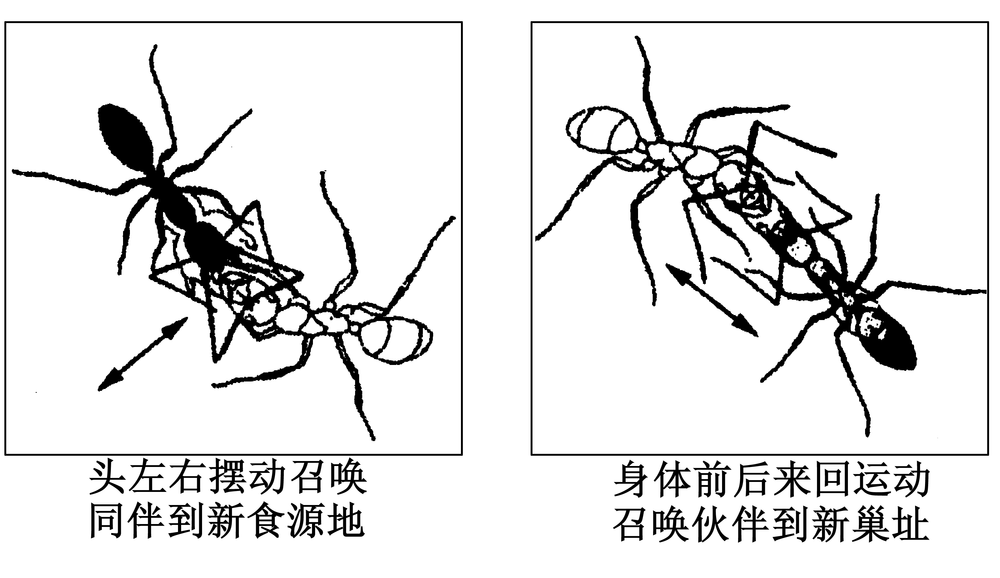 头左右摆动召唤
同伴到新食源地
身体前后来回运动
召唤伙伴到新巢址